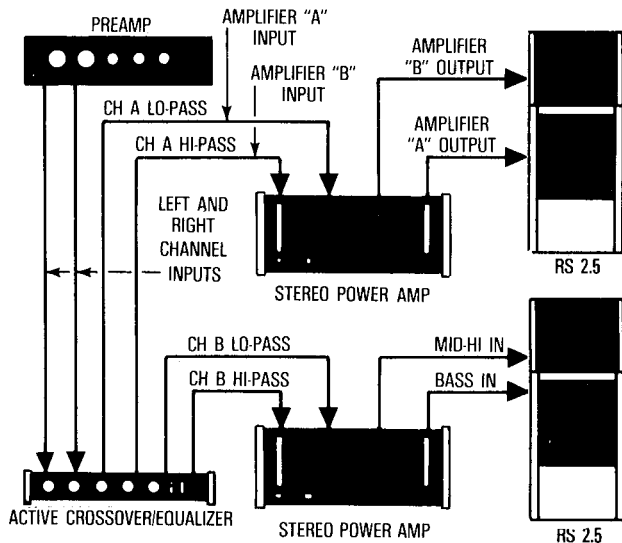 PREAMP
AMPLIFIER "A"
INPUT
AMPLIFIER "B"
INPUT
AMPLIFIER
"B" OUTPUT
CH A LO-PASS
CH A HI-PASS
AMPLIFIER
"A" OUTPUT
LEFT AND
RIGHT
CHANNEL
INPUTS
STEREO POWER AMP
RS 2.5
CH B LO-PASS
CH B HI-PASS
MID-HI IN
BASS IN
ACTIVE CROSSOVER/EQUALIZER
STEREO POWER AMP
RS 2.5